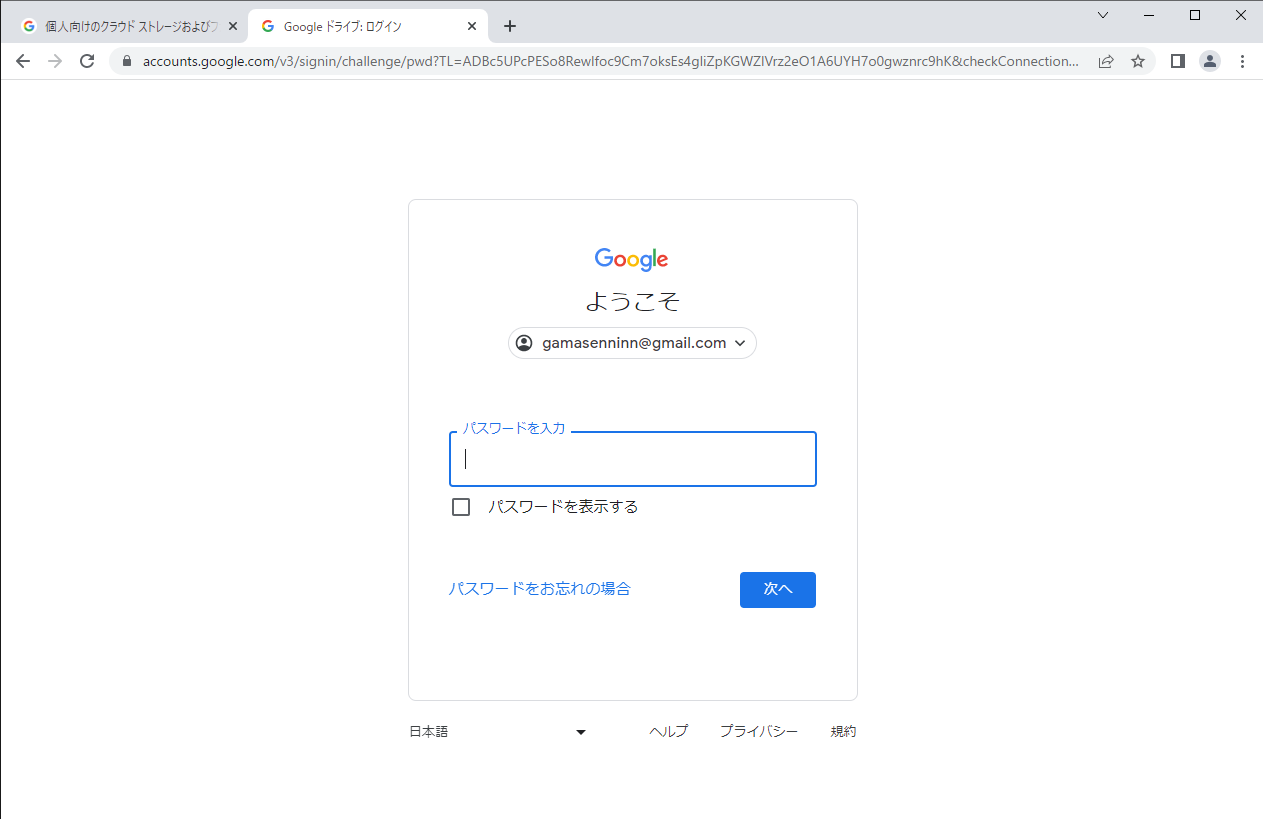 個人向けのクラウド ストレージおよびフ
Google ドライブ: ログイン
accounts.google.com/v3/signin/challenge/pwd?TL=ADBc5UPcPESo8Rewlfoc9Cm7oksEs4gliZpKGWZlVrz2eO1A6UYH7o0gwznrc9hK&checkConnection...
Google
ようこそ
gamasenninn@gmail.com
パスワードを入力
パスワードを表示する
パスワードをお忘れの場合
次へ
日本語
ヘルプ
プライバシー
規約